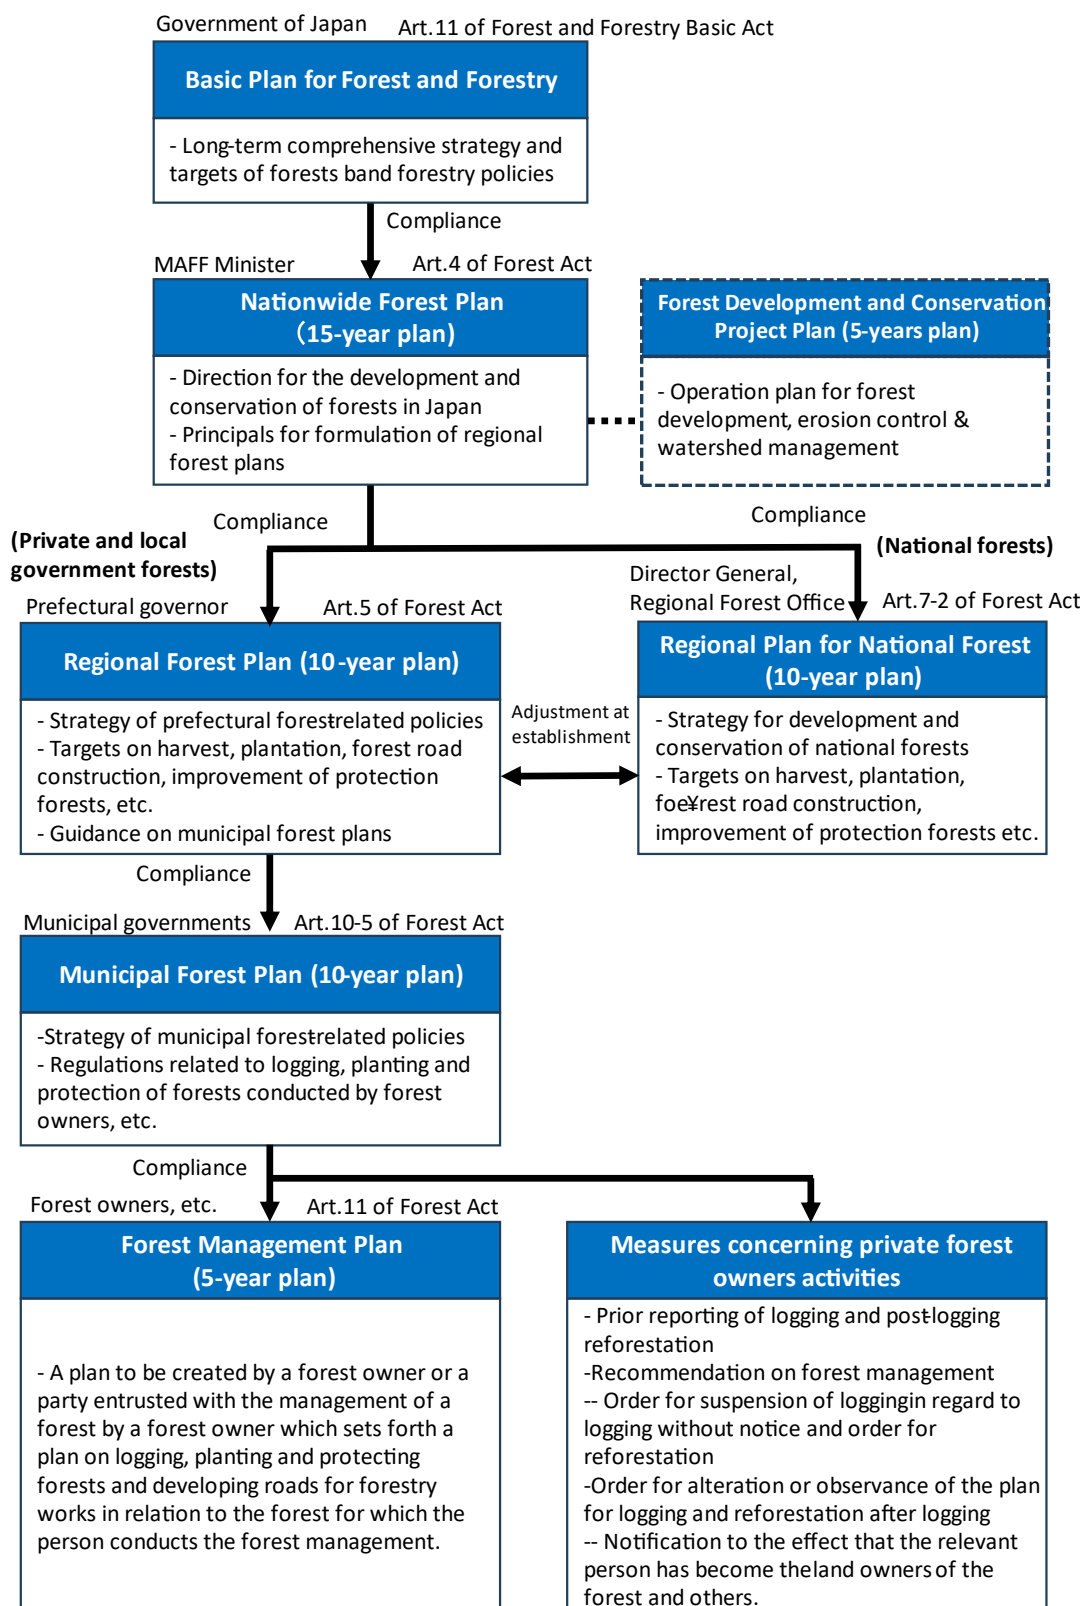 Government of Japan
Art.11 of Forest and Forestry Basic Act
Basic Plan for Forest and Forestry
- Long-term comprehensive strategy and
targets of forests band forestry policies
Compliance
MAFF Minister
Art.4 of Forest Act
Nationwide Forest Plan
(15-year plan)
- Direction for the development and
conservation of forests in Japan
- Principals for formulation of regional
forest plans
Forest Development and Conservation
Project Plan (5-years plan)
- Operation plan for forest
development, erosion control &
watershed management
Compliance
Compliance
(Private and local
government forests)
(National forests)
Prefectural governor
Art.5 of Forest Act
Regional Forest Plan (10-year plan)
- Strategy of prefectural forest-related policies
- Targets on harvest, plantation, forest road
construction, improvement of protection
forests, etc.
- Guidance on municipal forest plans
Adjustment at
establishment
Director General,
Regional Forest Office
Art.7-2 of Forest Act
Regional Plan for National Forest
(10-year plan)
- Strategy for development and
conservation of national forests
- Targets on harvest, plantation,
foe¥rest road construction,
improvement of protection forests etc.
Compliance
Municipal governments
Art.10-5 of Forest Act
Municipal Forest Plan (10-year plan)
-Strategy of municipal forest-related policies
- Regulations related to logging, planting and
protection of forests conducted by forest
owners, etc.
Compliance
Forest owners, etc.
Art.11 of Forest Act
Forest Management Plan
(5-year plan)
- A plan to be created by a forest owner or a
party entrusted with the management of a
forest by a forest owner which sets forth a
plan on logging, planting and protecting
forests and developing roads for forestry
works in relation to the forest for which the
person conducts the forest management.
Measures concerning private forest
owners activities
- Prior reporting of logging and post-logging
reforestation
-Recommendation on forest management
-- Order for suspension of loggingin regard to
logging without notice and order for
reforestation
-Order for alteration or observance of the plan
for logging and reforestation after logging
-- Notification to the effect that the relevant
person has become theland owners of the
forest and others.